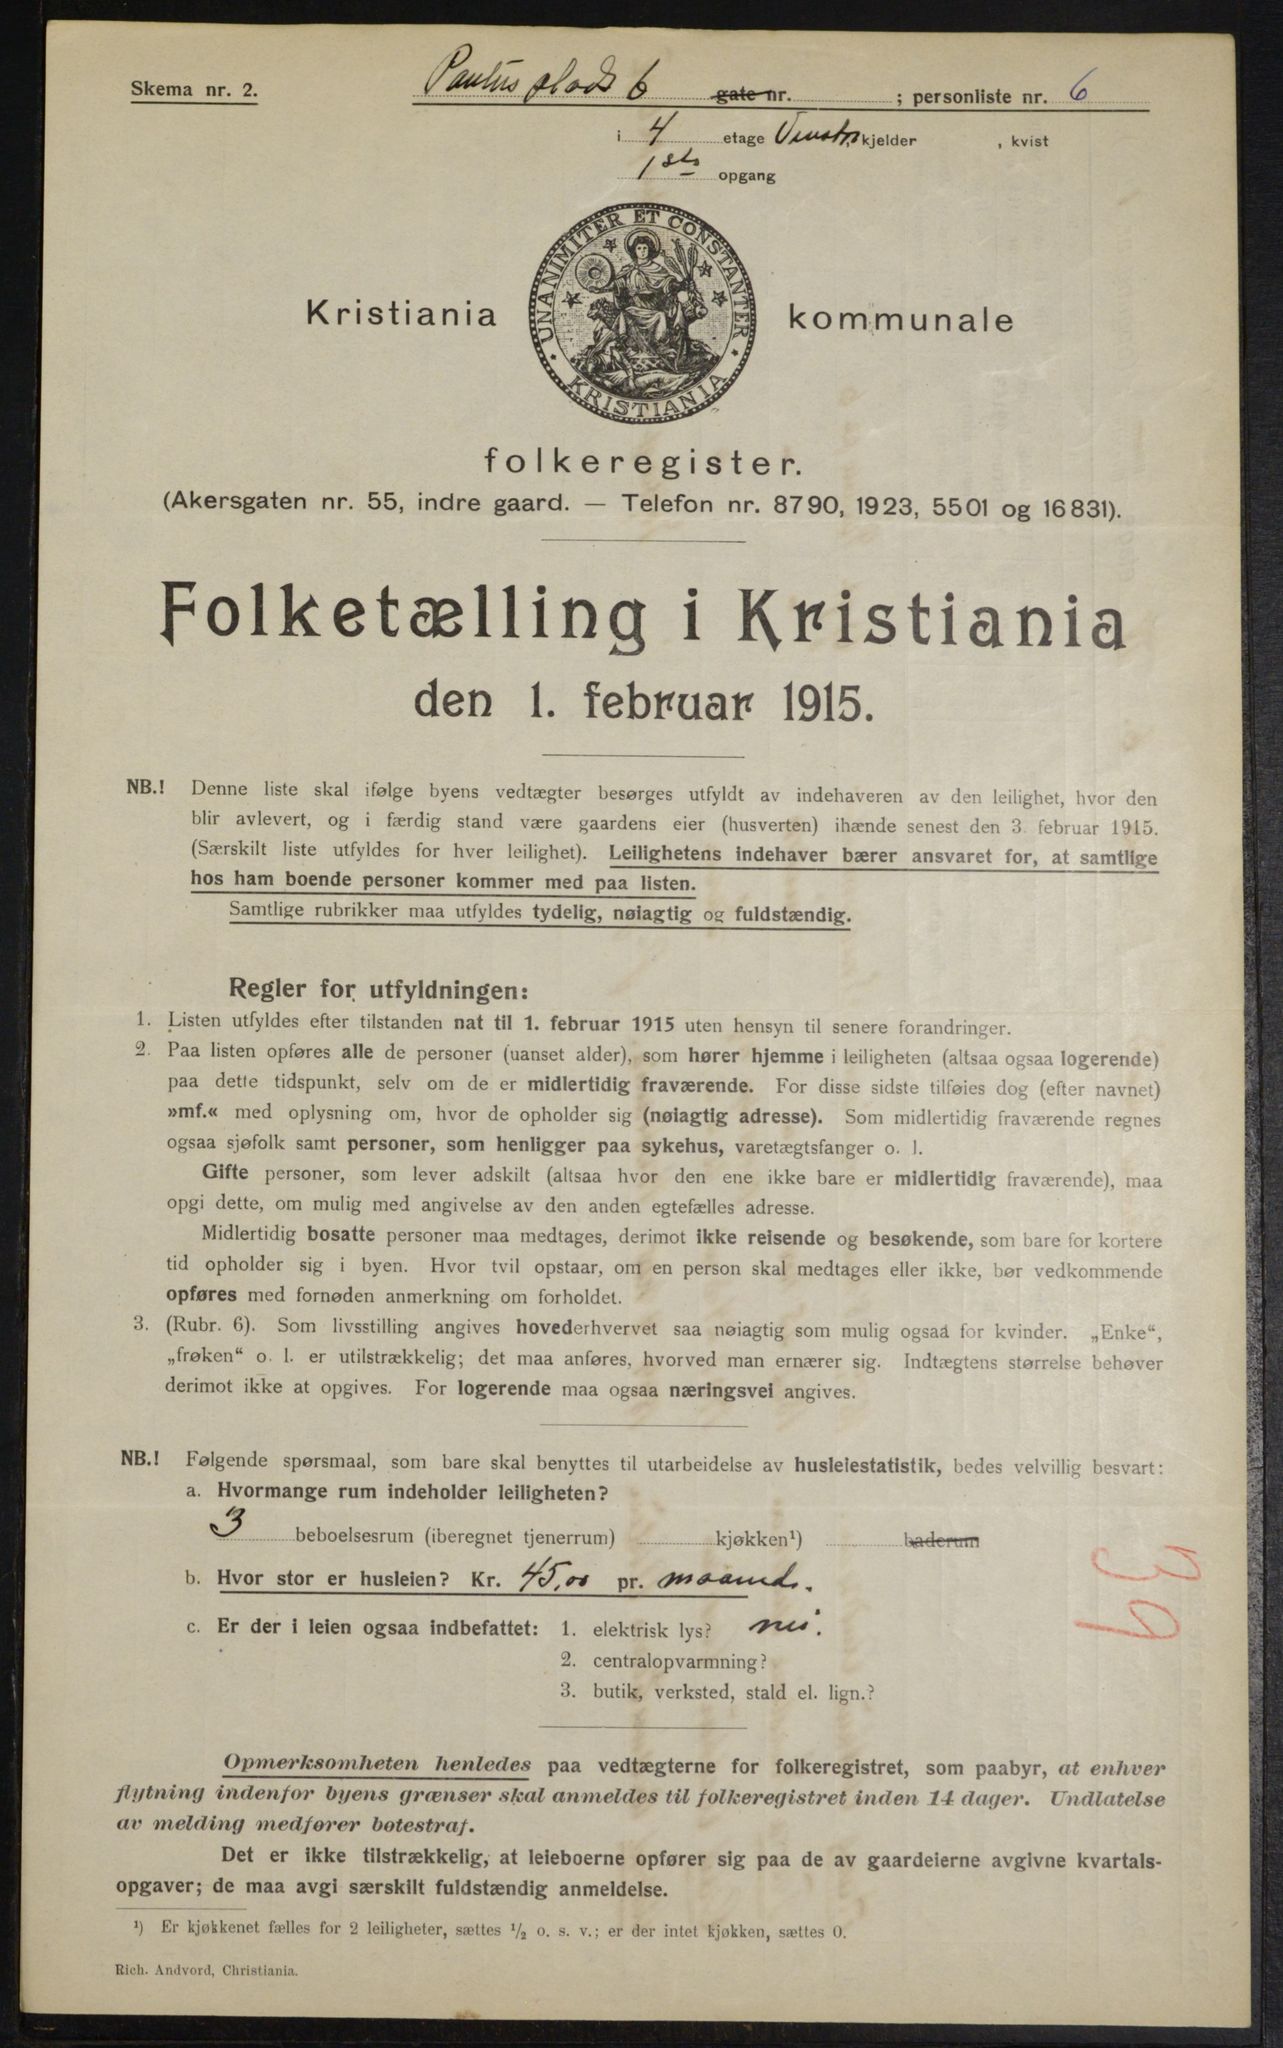 Skema nr. 2.
Paulus plads 6 gate nr. ; personliste nr. 6
i 4 etage Venstr. kjelder , kvist
1ste opgang
UNANIMITER ET CONSTANTER
KRISTIANIA
Kristiania kommunale
folkeregister.
(Akersgaten nr. 55, indre gaard. — Telefon nr. 8790, 1923, 5501 og 16831).
Folketælling i Kristiania
den 1. februar 1915.
NB.! Denne liste skal ifølge byens vedtægter besørges utfyldt av indehaveren av den leilighet, hvor den
blir avlevert, og i færdig stand være gaardens eier (husverten) ihænde senest den 3. februar 1915.
(Særskilt liste utfyldes for hver leilighet). Leilighetens indehaver bærer ansvaret for, at samtlige
hos ham boende personer kommer med paa listen.
Samtlige rubrikker maa utfyldes tydelig, nøiagtig og fuldstændig.
Regler for utfyldningen:
1. Listen utfyldes efter tilstanden nat til 1. februar 1915 uten hensyn til senere forandringer.
2. Paa listen opføres alle de personer (uanset alder), som hører hjemme i leiligheten (altsaa ogsaa logerende)
paa dette tidspunkt, selv om de er midlertidig fraværende. For disse sidste tilføies dog (efter navnet)
»mf.« med oplysning om, hvor de opholder sig (nøiagtig adresse). Som midlertidig fraværende regnes
ogsaa sjøfolk samt personer, som henligger paa sykehus, varetægtsfanger o. l.
Gifte personer, som lever adskilt (altsaa hvor den ene ikke bare er midlertidig fraværende), maa
opgi dette, om mulig med angivelse av den anden egtefælles adresse.
Midlertidig bosatte personer maa medtages, derimot ikke reisende og besøkende, som bare for kortere
tid opholder sig i byen. Hvor tvil opstaar, om en person skal medtages eller ikke, bør vedkommende
opføres med fornøden anmerkning om forholdet.
3. (Rubr. 6). Som livsstilling angives hovederhvervet saa nøiagtig som mulig ogsaa for kvinder. „Enke“,
„frøken“ o. l. er utilstrækkelig; det maa anføres, hvorved man ernærer sig. Indtægtens størrelse behøver
derimot ikke at opgives. For logerende maa ogsaa næringsvei angives.
NB.! Følgende spørsmaal, som bare skal benyttes til utarbeidelse av husleiestatistik, bedes velvillig besvart:
a. Hvormange rum indeholder leiligheten?
3 beboelsesrum (iberegnet tjenerrum) kjøkken¹) baderum
b. Hvor stor er husleien? Kr. 45,00 pr. maaned.
c. Er der i leien ogsaa indbefattet: 1. elektrisk lys? nei.
2. centralopvarmning?
3. butik, verksted, stald el. lign.?
Opmerksomheten henledes paa vedtægterne for folkeregistret, som paabyr, at enhver
flytning indenfor byens grænser skal anmeldes til folkeregistret inden 14 dager. Undlatelse
av melding medfører bøtestraf.
Det er ikke tilstrækkelig, at leieboerne opfører sig paa de av gaardeierne avgivne kvartals-
opgaver; de maa avgi særskilt fuldstændig anmeldelse.
¹) Er kjøkkenet fælles for 2 leiligheter, sættes ½ o. s. v.; er der intet kjøkken, sættes 0.
Rich. Andvord, Christiania.